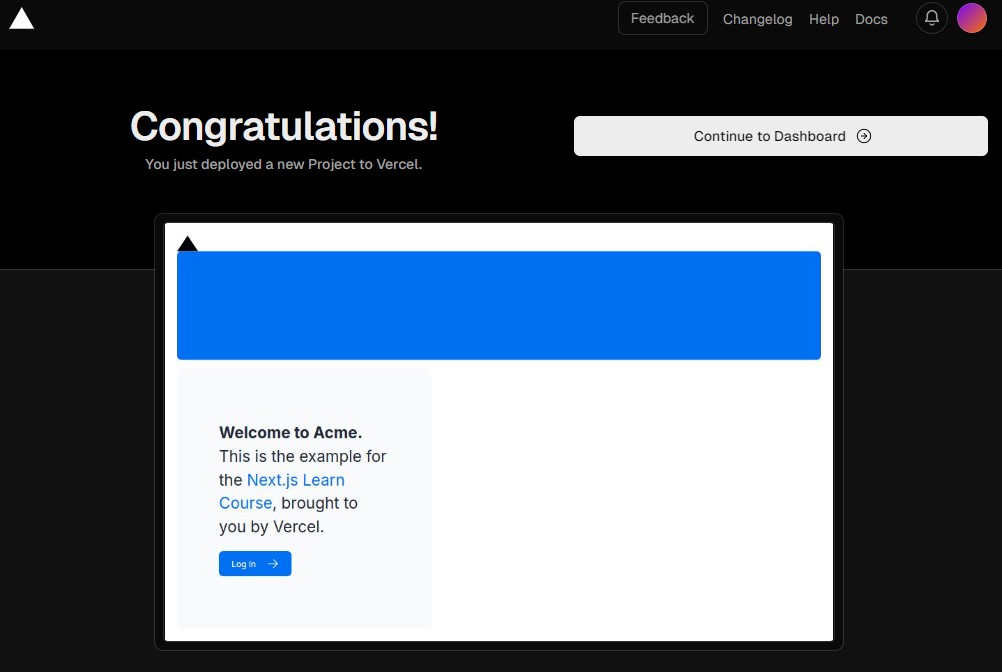 Feedback
Changelog
Help
Docs
Congratulations!
You just deployed a new Project to Vercel.
Continue to Dashboard
Welcome to Acme.
This is the example for
the Next.js Learn
Course, brought to
you by Vercel.
Log in